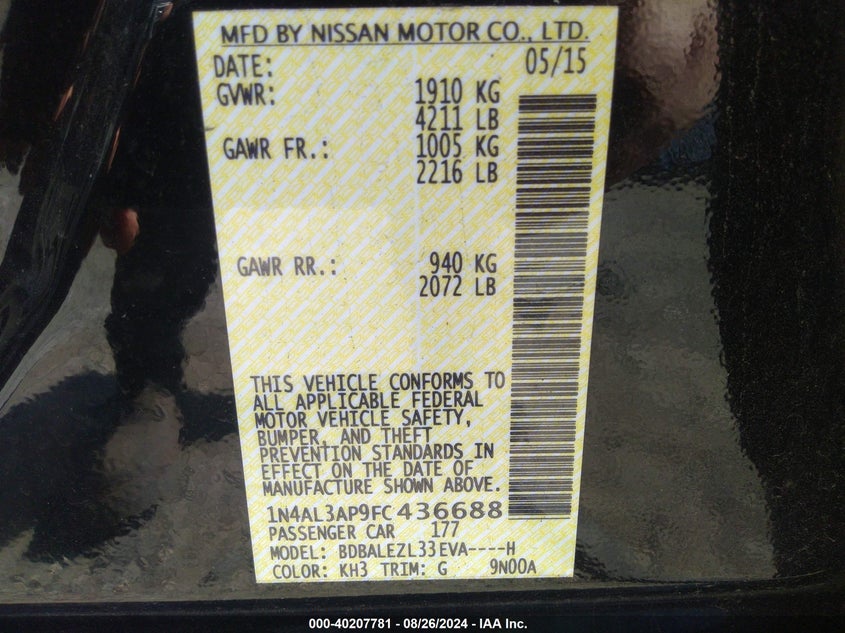 MFD BY NISSAN MOTOR CO., LTD.
DATE: 05/15
GVWR: 1910 KG
4211 LB
GAWR FR.: 1005 KG
2216 LB
GAWR RR.: 940 KG
2072 LB
THIS VEHICLE CONFORMS TO
ALL APPLICABLE FEDERAL
MOTOR VEHICLE SAFETY,
BUMPER, AND THEFT
PREVENTION STANDARDS IN
EFFECT ON THE DATE OF
MANUFACTURE SHOWN ABOVE.
1N4AL3AP9FC436688
PASSENGER CAR 177
MODEL: BDBALEZL33EVA----H
COLOR: KH3 TRIM: G 9N00A
000-40207781 - 08/26/2024 - IAA Inc.